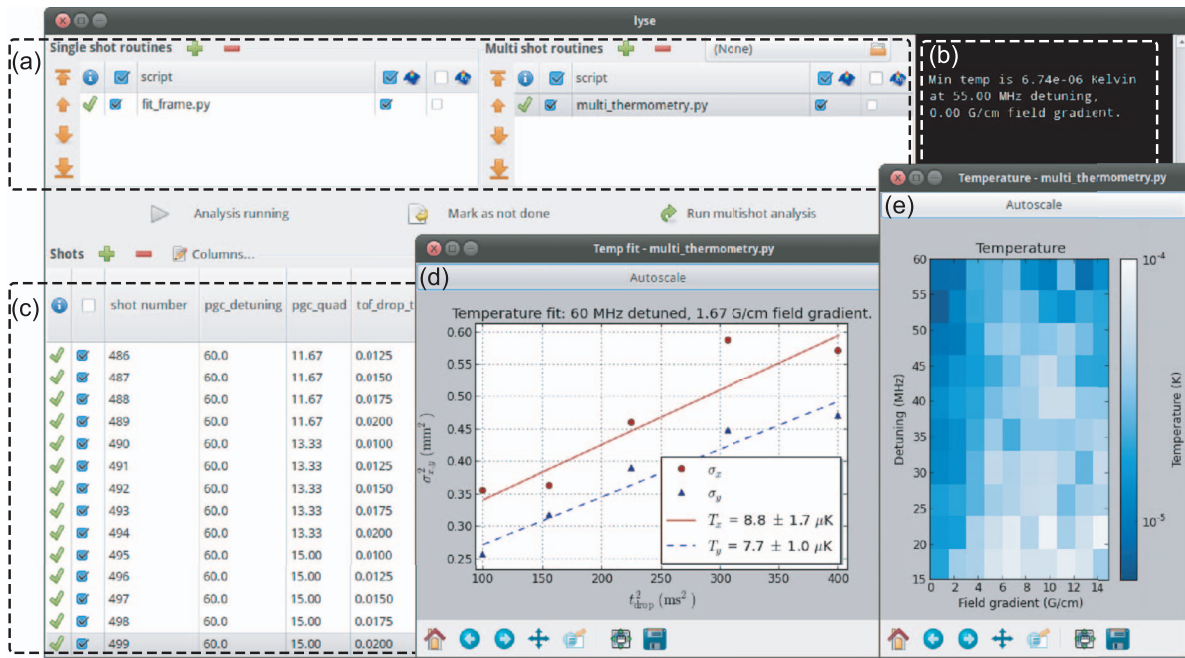 lyse
(a)
Single shot routines
Multi shot routines
(None)
script
fit_frame.py
script
multi_thermometry.py
(b)
Min temp is 6.74e-06 Kelvin
at 55.00 MHz detuning,
0.00 G/cm field gradient.
Analysis running
Mark as not done
Run multishot analysis
Shots
Columns...
(c)
shot number pgc_detuning pgc_quad tof_drop_t
486 60.0 11.67 0.0125
487 60.0 11.67 0.0150
488 60.0 11.67 0.0175
489 60.0 11.67 0.0200
490 60.0 13.33 0.0100
491 60.0 13.33 0.0125
492 60.0 13.33 0.0150
493 60.0 13.33 0.0175
494 60.0 13.33 0.0200
495 60.0 15.00 0.0100
496 60.0 15.00 0.0125
497 60.0 15.00 0.0150
498 60.0 15.00 0.0175
499 60.0 15.00 0.0200
Temp fit - multi_thermometry.py
(d)
Autoscale
Temperature fit: 60 MHz detuned, 1.67 G/cm field gradient.
0.60
0.55
0.50
0.45
0.40
0.35
0.30
0.25
σ²x,y (mm²)
σx
σy
Tx = 8.8 ± 1.7 μK
Ty = 7.7 ± 1.0 μK
100 150 200 250 300 350 400
t²drop (ms²)
Temperature - multi_thermometry.py
(e)
Autoscale
Temperature
60
55
50
45
40
35
30
25
20
15
Detuning (MHz)
0 2 4 6 8 10 12 14
Field gradient (G/cm)
10⁻⁴
10⁻⁵
Temperature (K)